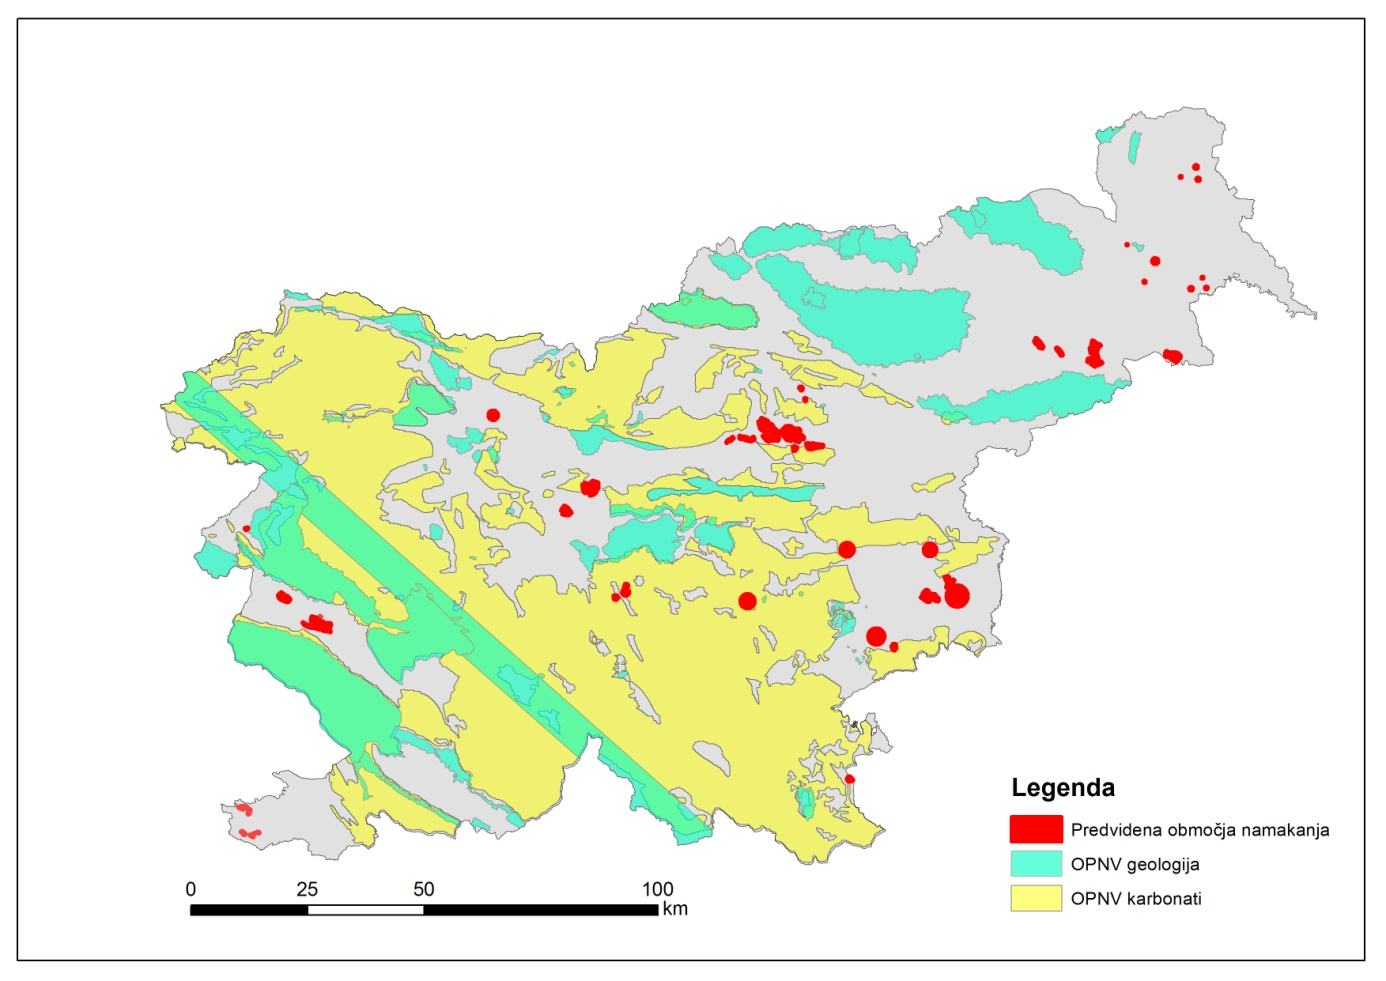 Legenda
Predvidena območja namakanja
OPNV geologija
OPNV karbonati
0 25 50 100
km